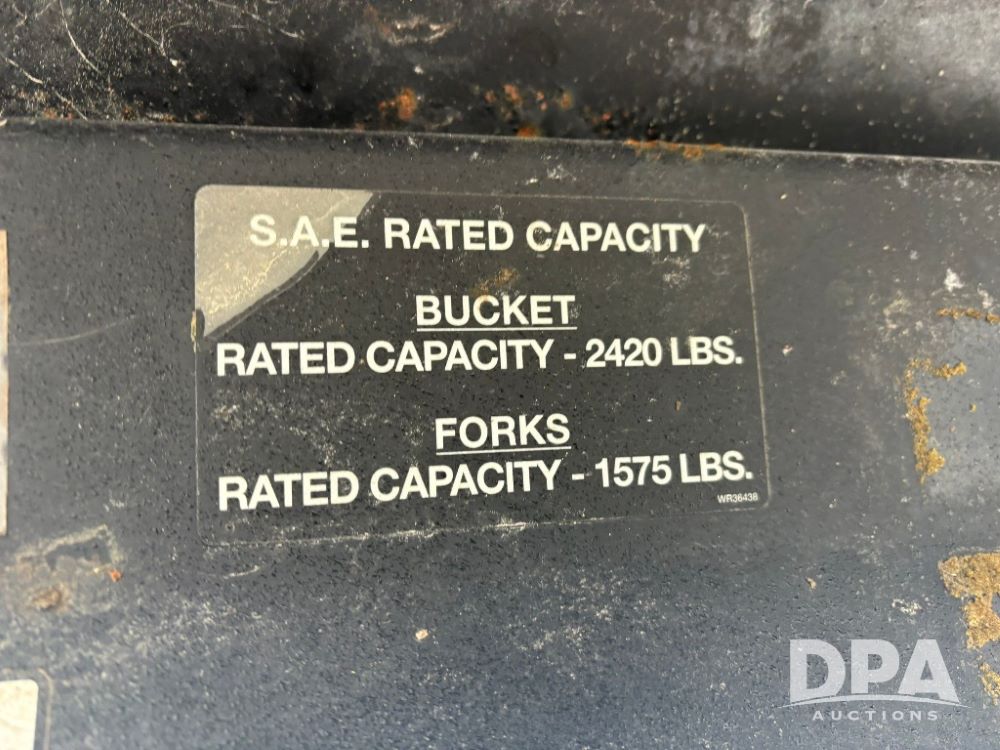 S.A.E. RATED CAPACITY
BUCKET
RATED CAPACITY - 2420 LBS.
FORKS
RATED CAPACITY - 1575 LBS.
WR36438
DPA
AUCTIONS